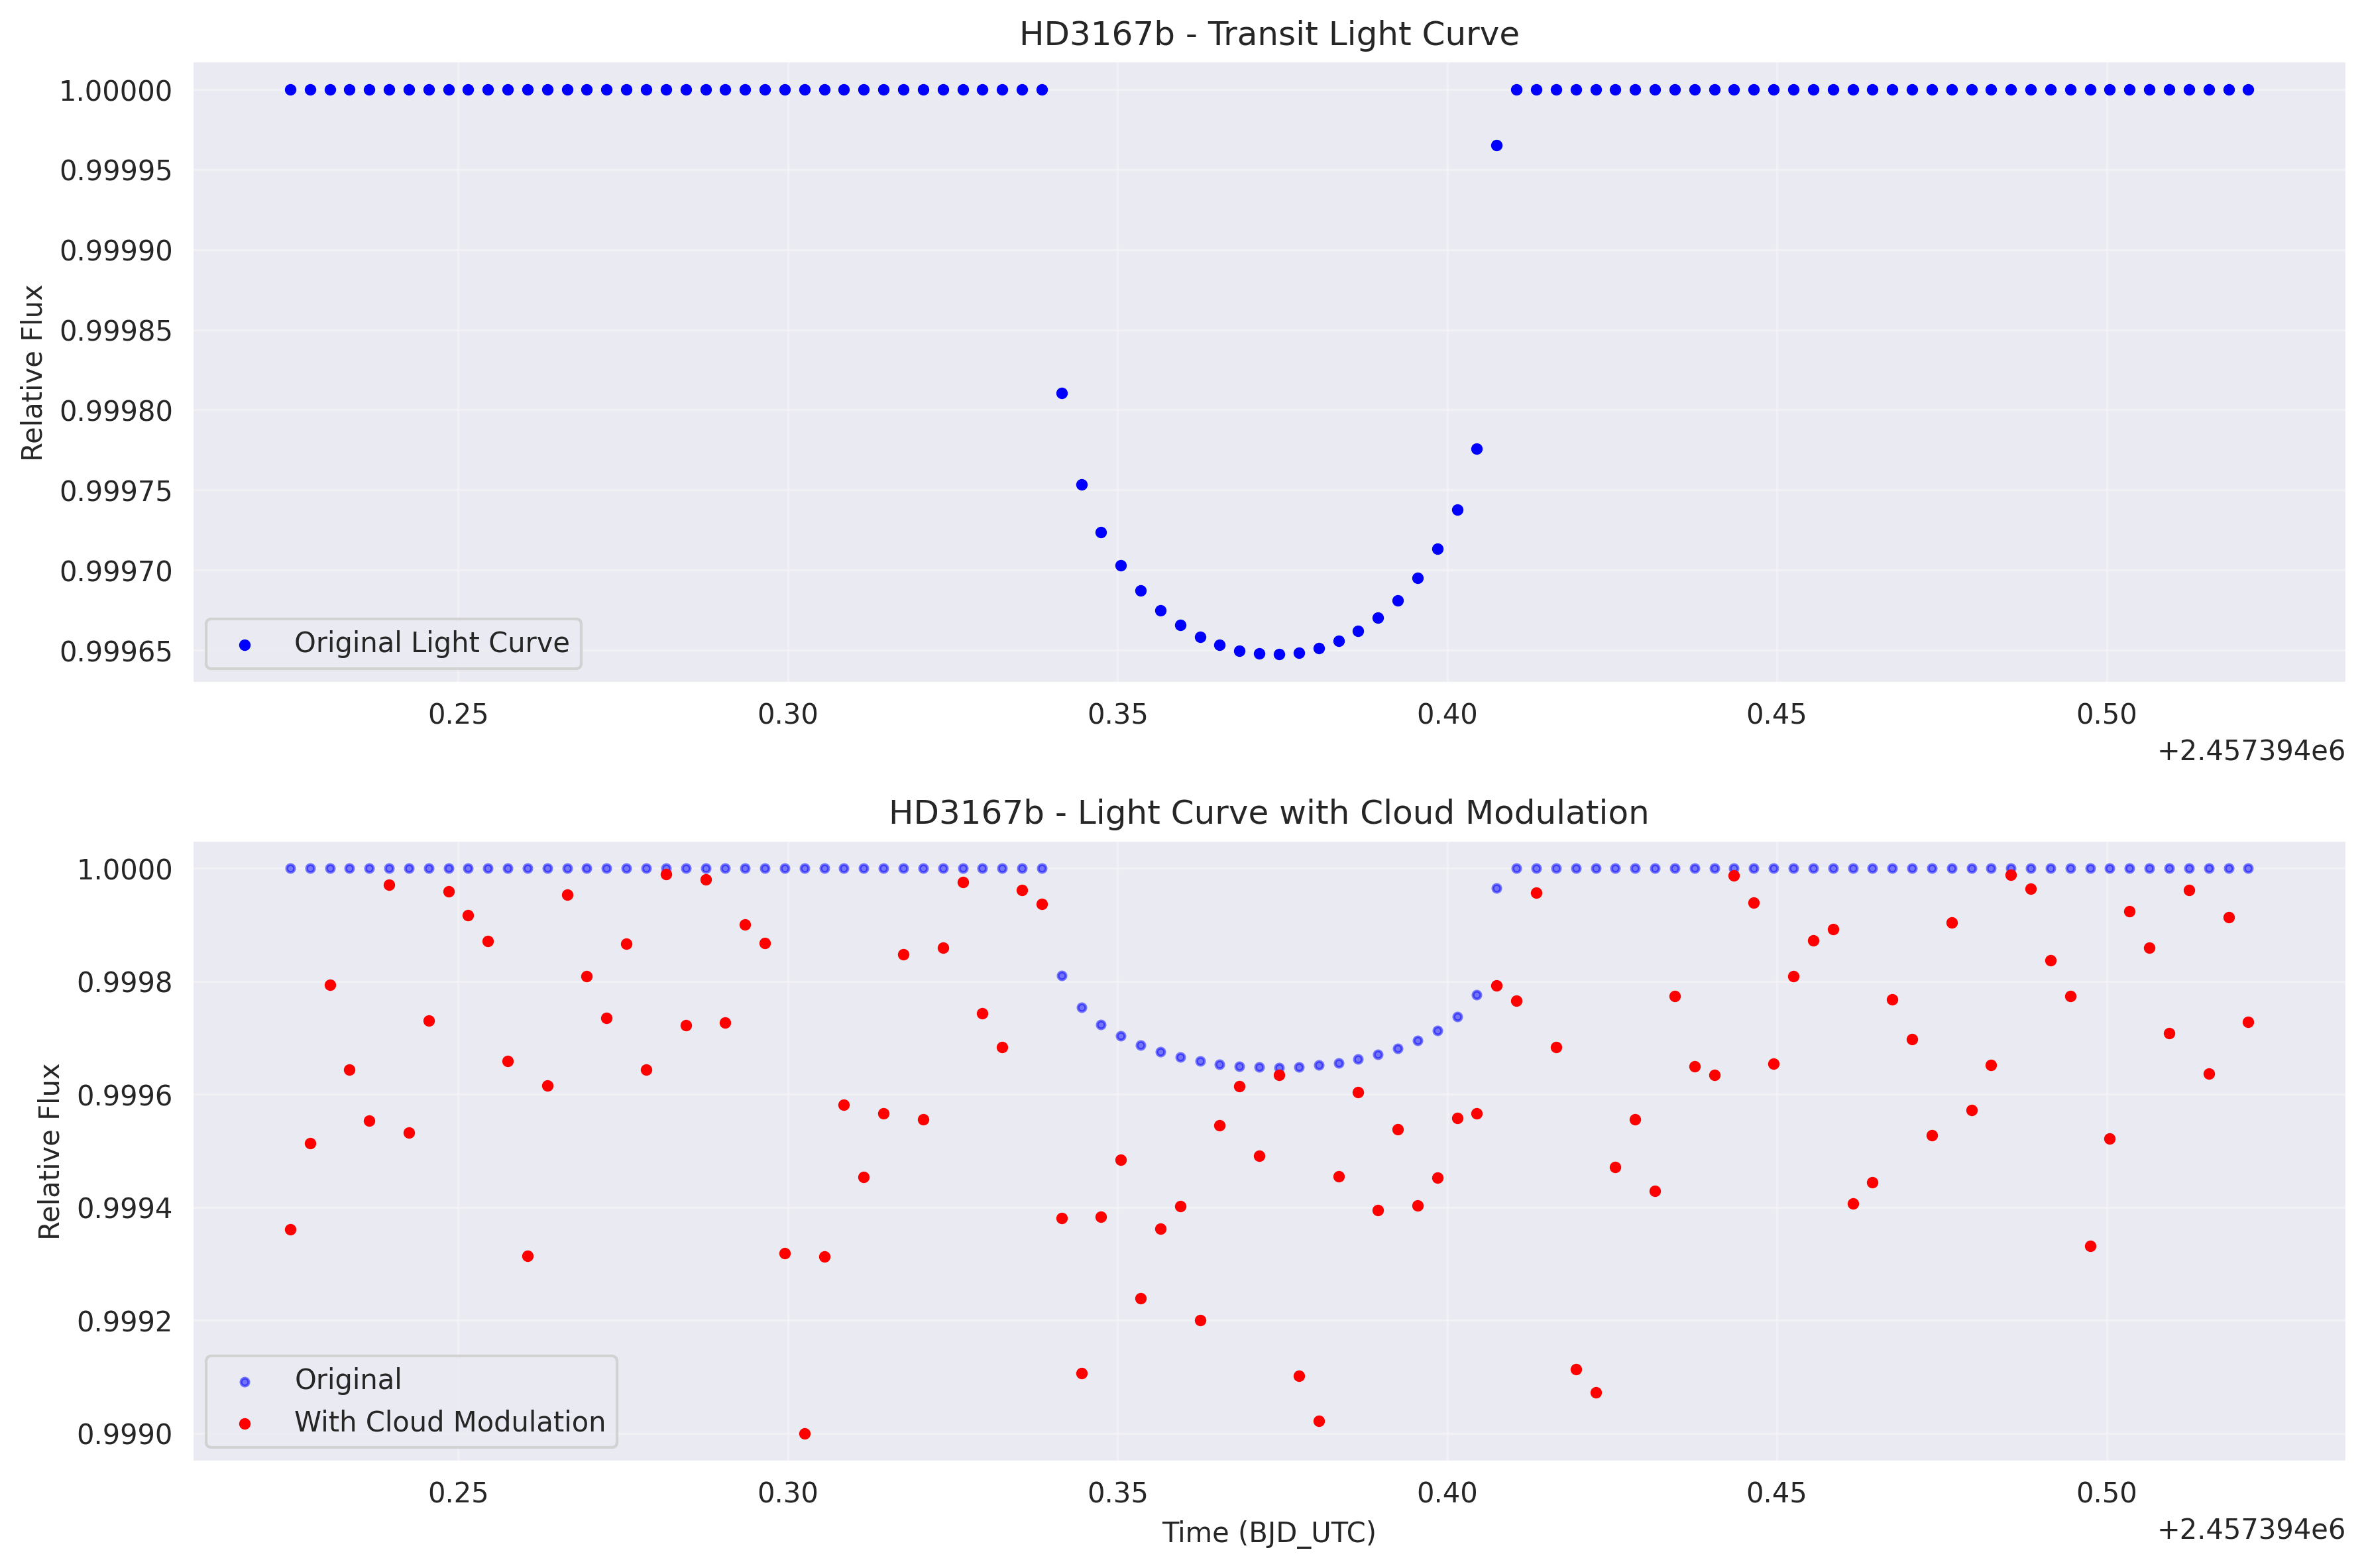 HD3167b - Transit Light Curve
1.00000
0.99995
0.99990
0.99985
0.99980
0.99975
0.99970
0.99965
Relative Flux
Original Light Curve
0.25 0.30 0.35 0.40 0.45 0.50
+2.457394e6
HD3167b - Light Curve with Cloud Modulation
1.0000
0.9998
0.9996
0.9994
0.9992
0.9990
Relative Flux
Original
With Cloud Modulation
0.25 0.30 0.35 0.40 0.45 0.50
Time (BJD_UTC)
+2.457394e6